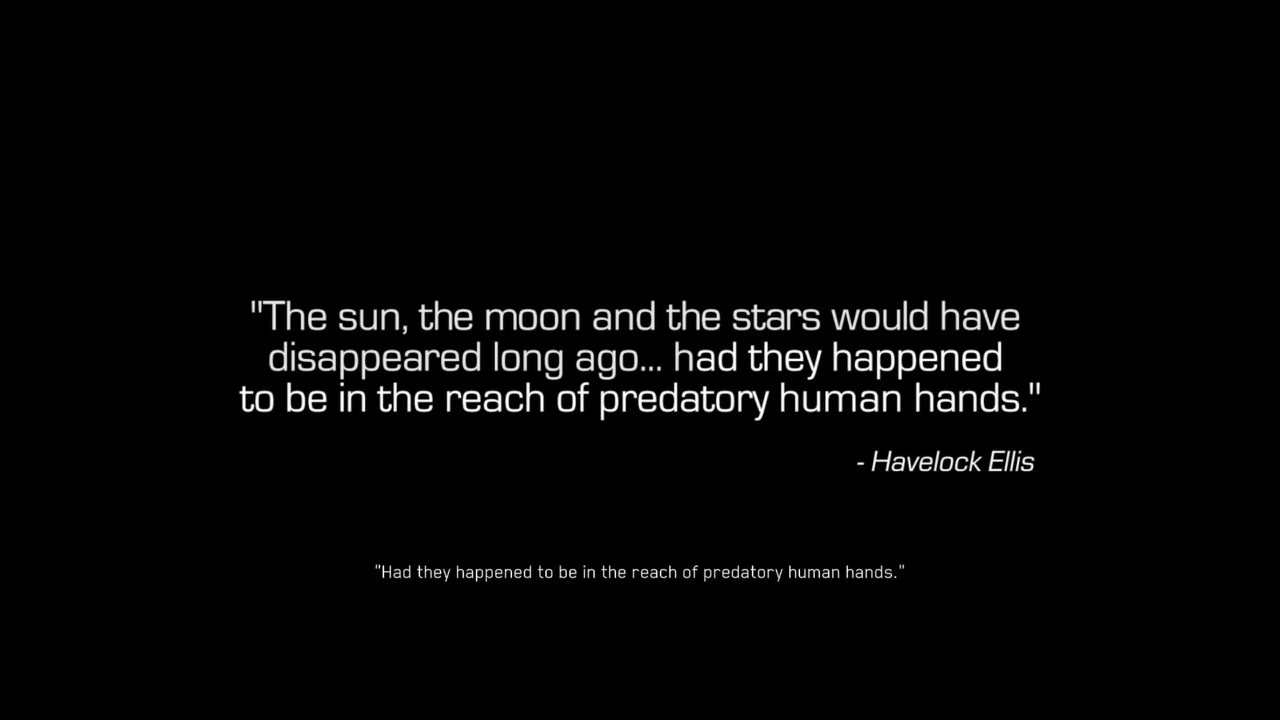 "The sun, the moon and the stars would have
disappeared long ago... had they happened
to be in the reach of predatory human hands."
- Havelock Ellis
"Had they happened to be in the reach of predatory human hands."